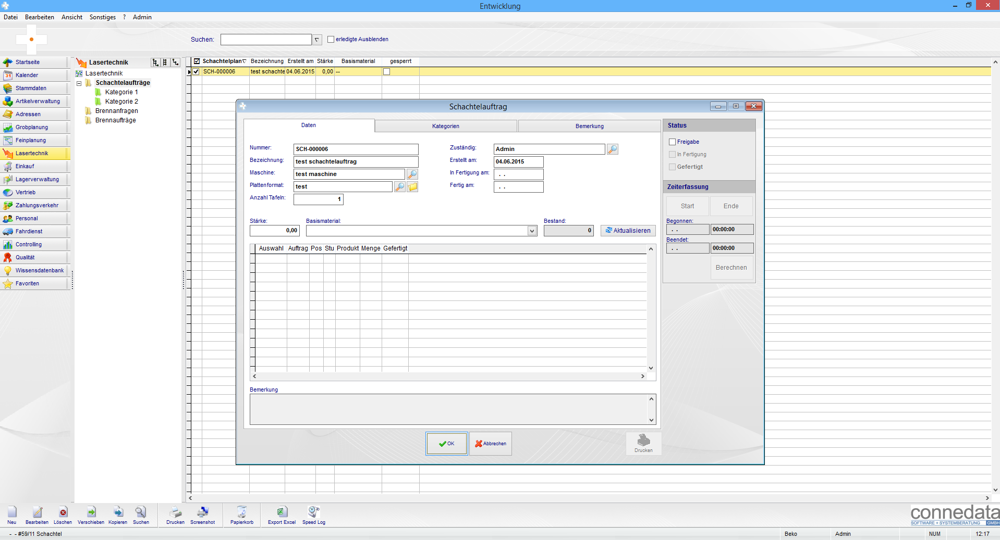 Entwicklung
Datei Bearbeiten Ansicht Sonstiges ? Admin
Suchen: erledigte Ausblenden
Startseite
Kalender
Stammdaten
Artikelverwaltung
Adressen
Grobplanung
Feinplanung
Lasertechnik
Einkauf
Lagerverwaltung
Vertrieb
Zahlungsverkehr
Personal
Fahrdienst
Controlling
Qualität
Wissensdatenbank
Favoriten
Lasertechnik
Lasertechnik
Schachtelaufträge
Kategorie 1
Kategorie 2
Brennanfragen
Brennaufträge
Schachtelplan Bezeichnung Erstellt am Stärke Basismaterial gesperrt
SCH-000006 test schachte 04.06.2015 0,00 --
Schachtelauftrag
Daten Kategorien Bemerkung
Nummer: SCH-000006
Bezeichnung: test schachtelauftrag
Maschine: test maschine
Plattenformat: test
Anzahl Tafeln: 1
Zuständig: Admin
Erstellt am: 04.06.2015
In Fertigung am: . .
Fertig am: . .
Stärke: Basismaterial: Bestand:
0,00 0 Aktualisieren
Auswahl Auftrag Pos Stu Produkt Menge Gefertigt
Bemerkung
OK Abbrechen Drucken
Status
Freigabe
In Fertigung
Gefertigt
Zeiterfassung
Start Ende
Begonnen:
. . 00:00:00
Beendet:
. . 00:00:00
Berechnen
Neu Bearbeiten Löschen Verschieben Kopieren Suchen Drucken Screenshot Papierkorb Export Excel Speed Log
connedata
SOFTWARE + SYSTEMBERATUNG GMBH
- - #59/11 Schachtel Beko Admin NUM 12:17